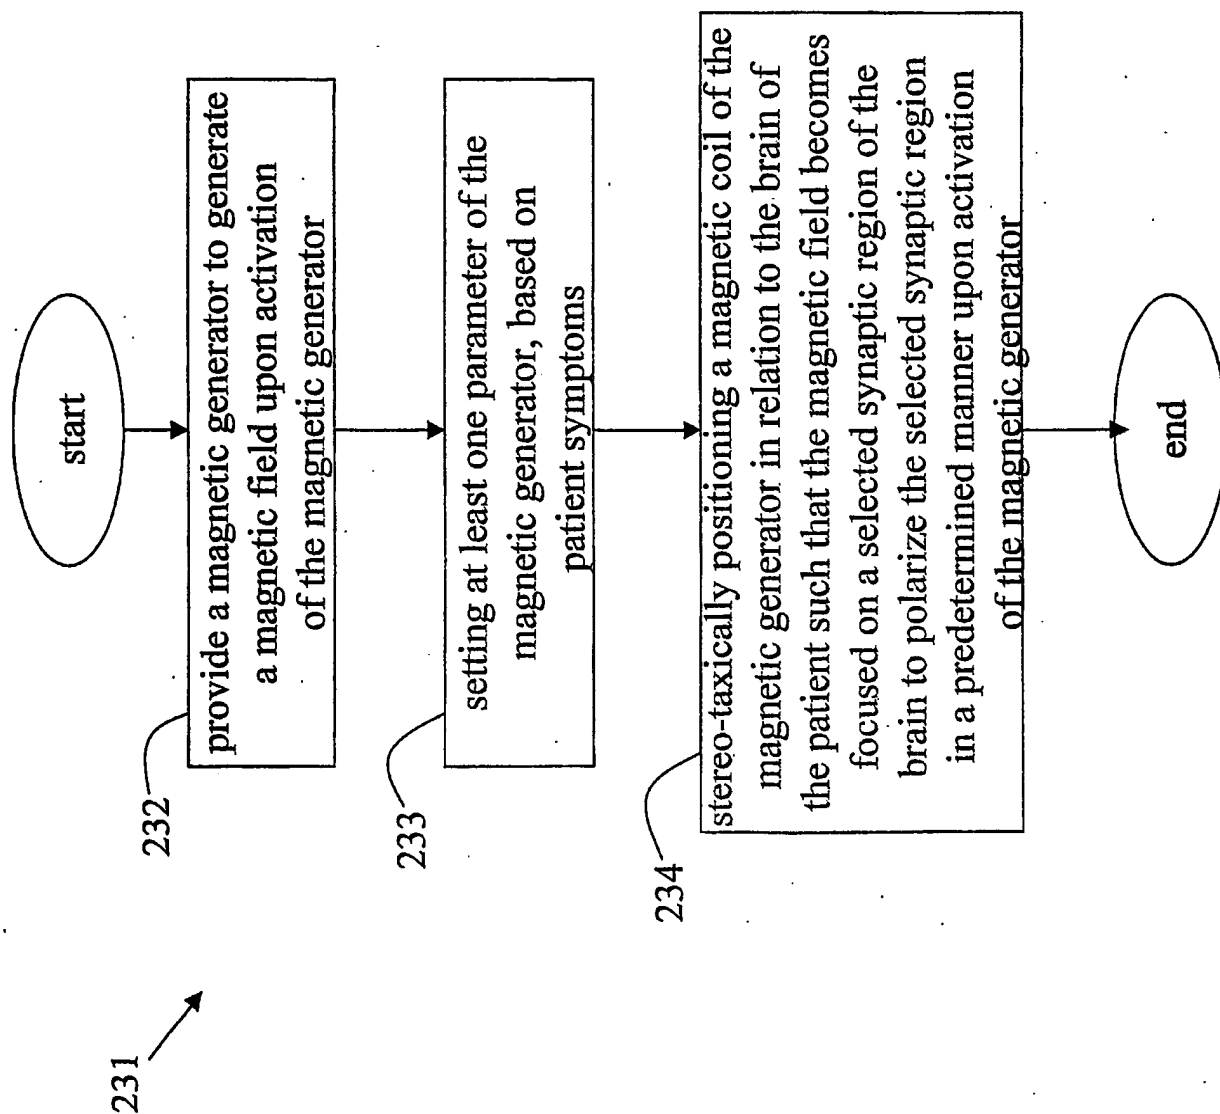 231
start
232
provide a magnetic generator to generate
a magnetic field upon activation
of the magnetic generator
233
setting at least one parameter of the
magnetic generator, based on
patient symptoms
234
stereo-taxically positioning a magnetic coil of the
magnetic generator in relation to the brain of
the patient such that the magnetic field becomes
focused on a selected synaptic region of the
brain to polarize the selected synaptic region
in a predetermined manner upon activation
of the magnetic generator
end